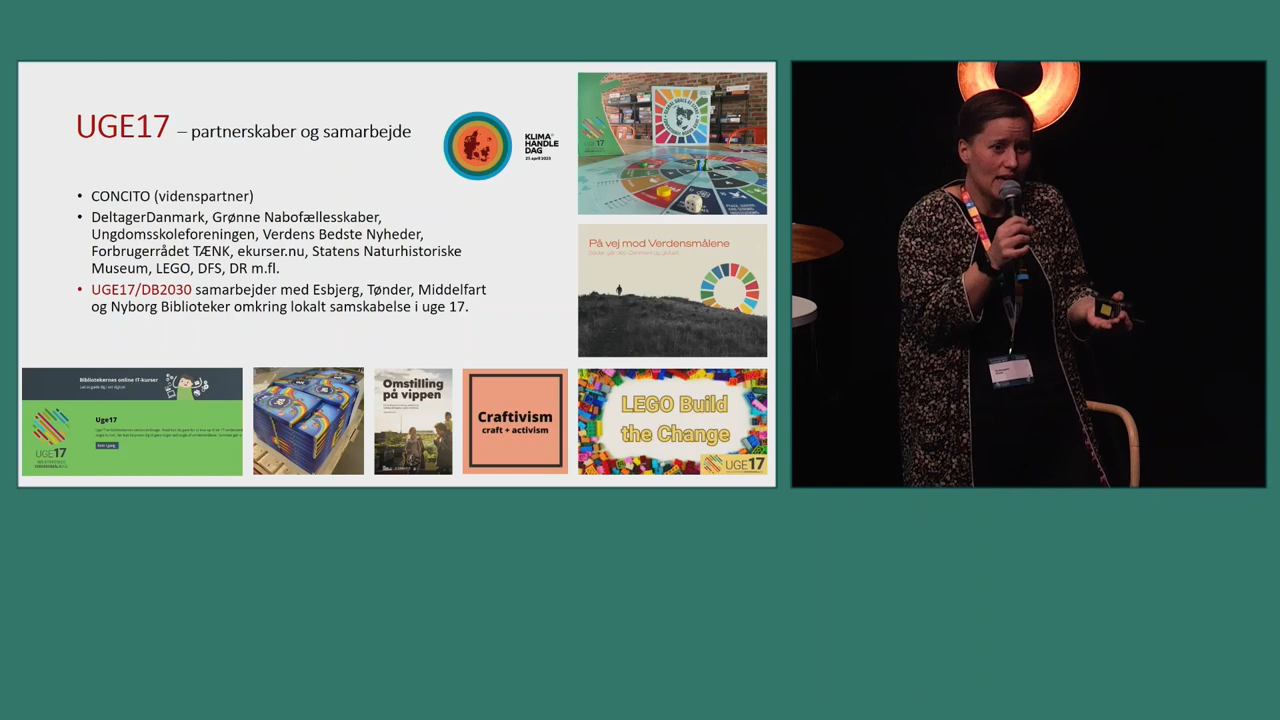 UGE17 – partnerskaber og samarbejde
KLIMA
HANDLE
DAG
• CONCITO (videnspartner)
• DeltagerDanmark, Grønne Nabofællesskaber,
Ungdomsskoleforeningen, Verdens Bedste Nyheder,
Forbrugerrådet TÆNK, ekurser.nu, Statens Naturhistoriske
Museum, LEGO, DFS, DR m.fl.
• UGE17/DB2030 samarbejder med Esbjerg, Tønder, Middelfart
og Nyborg Biblioteker omkring lokalt samskabelse i uge 17.
På vej mod Verdensmålene
Bibliotekernes online IT-kurser
Uge17
UGE17
Omstilling
på vippen
Craftivism
craft + activism
LEGO Build
the Change
UGE17